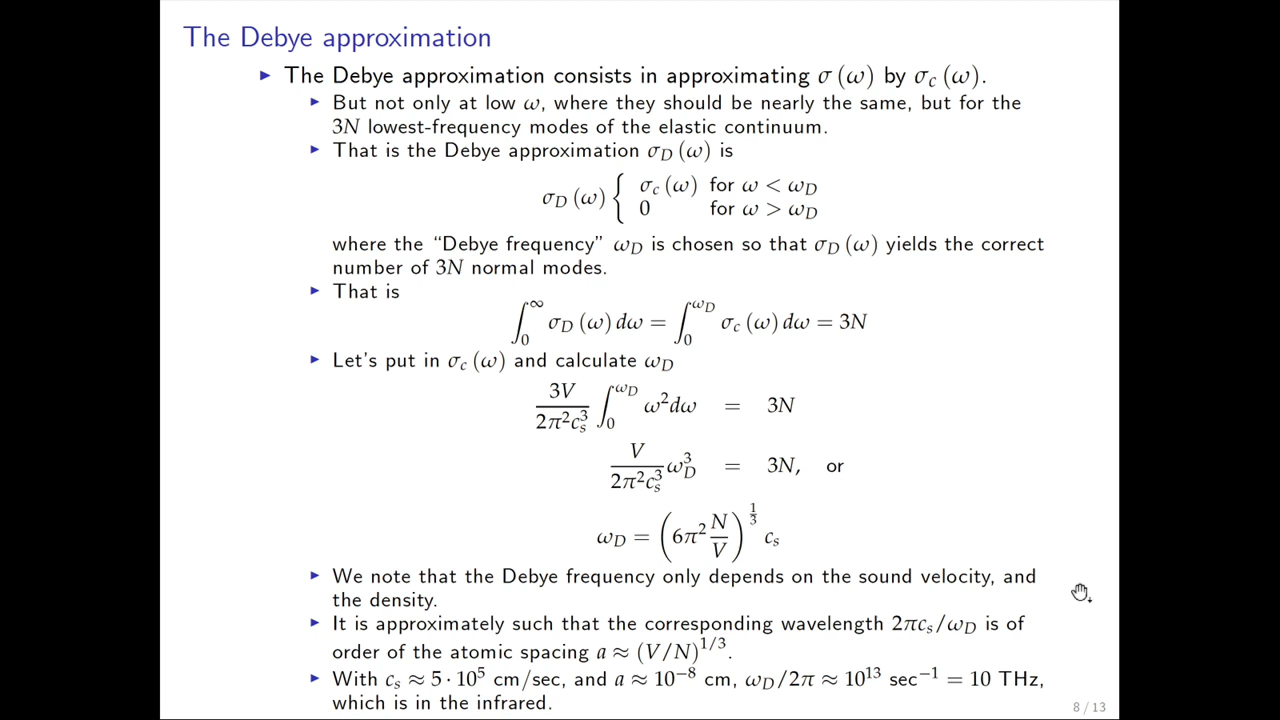 The Debye approximation
▶ The Debye approximation consists in approximating σ (ω) by σ_c (ω).
▶ But not only at low ω, where they should be nearly the same, but for the
3N lowest-frequency modes of the elastic continuum.
▶ That is the Debye approximation σ_D (ω) is
σ_D (ω) { σ_c (ω) for ω < ω_D
0 for ω > ω_D
where the “Debye frequency” ω_D is chosen so that σ_D (ω) yields the correct
number of 3N normal modes.
▶ That is
∫_0^∞ σ_D (ω) dω = ∫_0^{ω_D} σ_c (ω) dω = 3N
▶ Let's put in σ_c (ω) and calculate ω_D
3V/(2π²c_s³) ∫_0^{ω_D} ω²dω = 3N
V/(2π²c_s³) ω_D³ = 3N, or
ω_D = (6π² N/V)^{1/3} c_s
▶ We note that the Debye frequency only depends on the sound velocity, and
the density.
▶ It is approximately such that the corresponding wavelength 2πc_s/ω_D is of
order of the atomic spacing a ≈ (V/N)^{1/3}.
▶ With c_s ≈ 5 · 10⁵ cm/sec, and a ≈ 10⁻⁸ cm, ω_D/2π ≈ 10¹³ sec⁻¹ = 10 THz,
which is in the infrared.
8 / 13